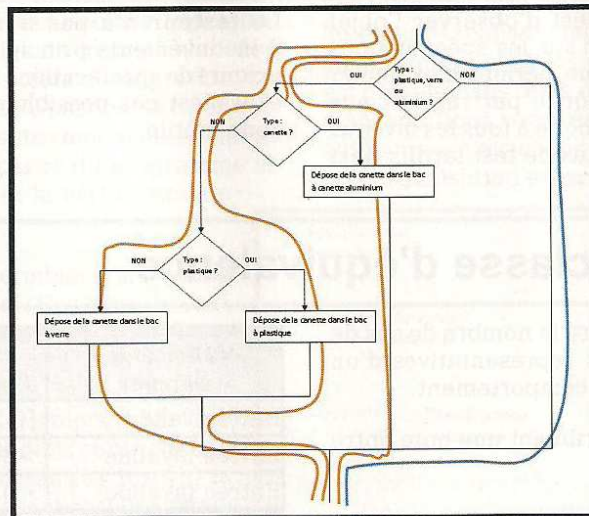 Type :
plastique, verre
ou
aluminium ?
OUI
NON
Type :
canette ?
NON
OUI
Dépose de la canette dans le bac
à canette aluminium
Type :
plastique ?
NON
OUI
Dépose de la canette dans le bac
à verre
Dépose de la canette dans le bac
à plastique